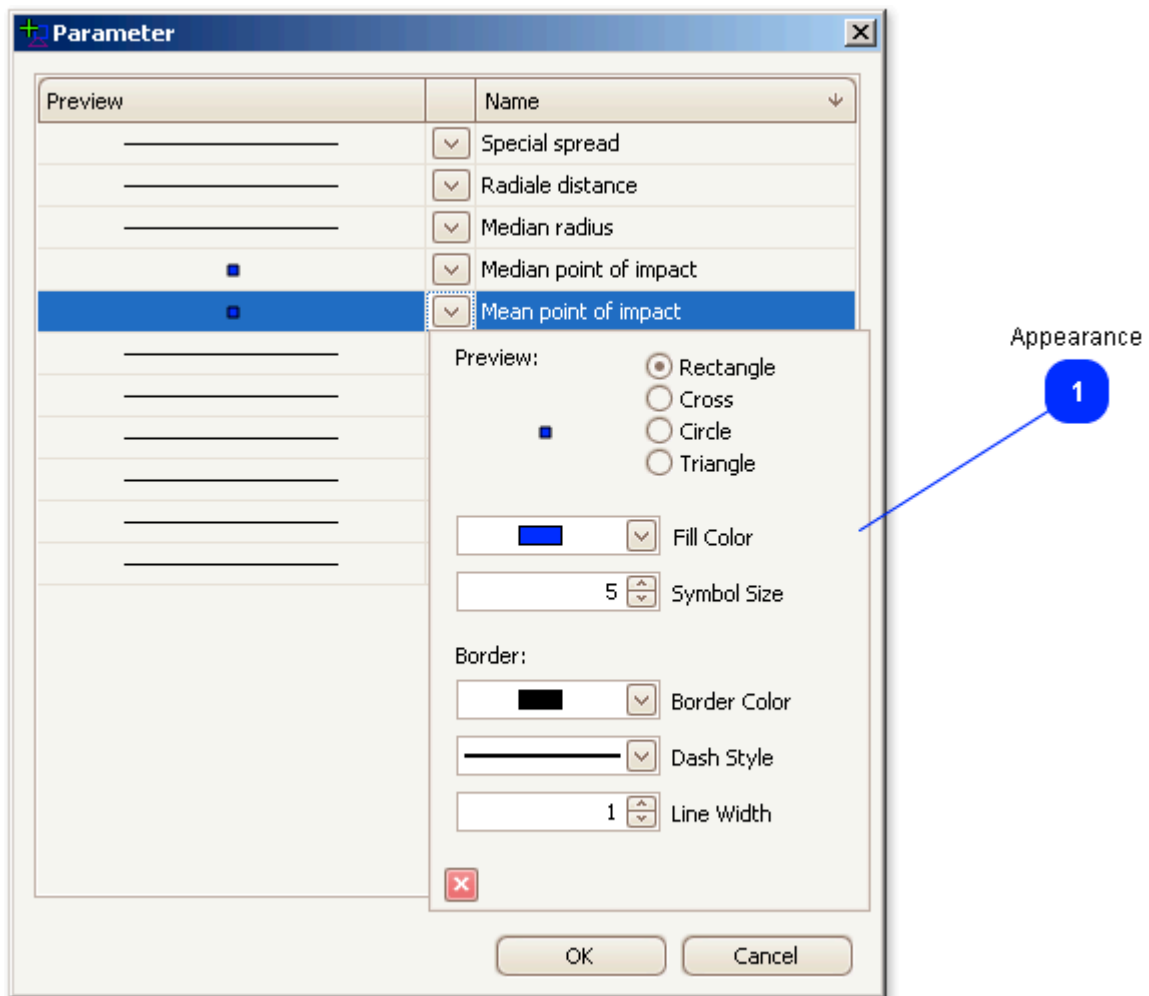 Parameter
Preview Name
Special spread
Radiale distance
Median radius
Median point of impact
Mean point of impact
Appearance
1
Preview:
Rectangle
Cross
Circle
Triangle
Fill Color
5 Symbol Size
Border:
Border Color
Dash Style
1 Line Width
OK Cancel